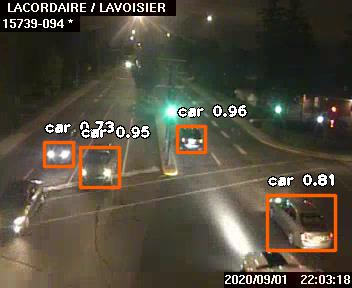 LACORDAIRE / LAVOISIER
15739-094 *
car 0.96
car 0.73
car 0.95
car 0.81
2020/09/01 22:03:18